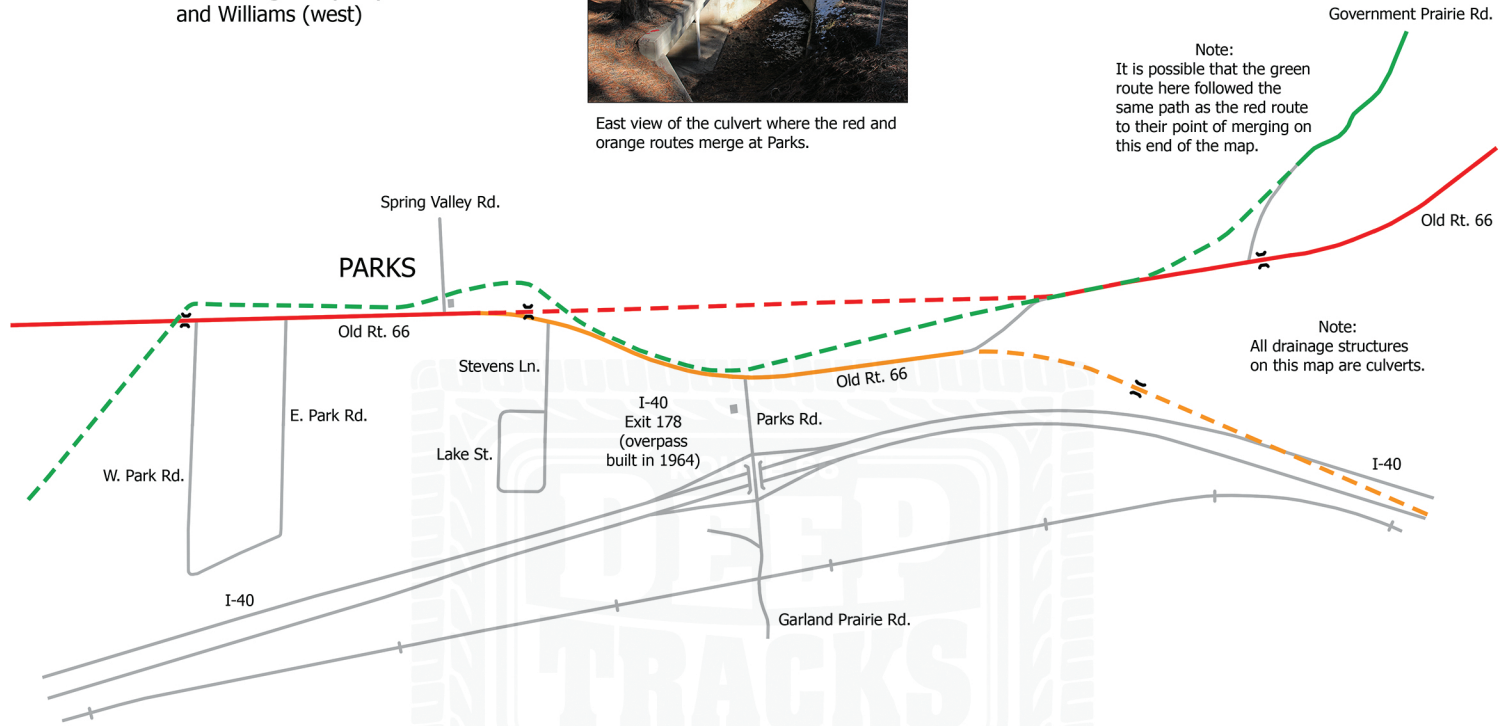 and Williams (west)
Government Prairie Rd.
Note:
It is possible that the green
route here followed the
same path as the red route
to their point of merging on
this end of the map.
East view of the culvert where the red and
orange routes merge at Parks.
Spring Valley Rd.
Old Rt. 66
PARKS
Old Rt. 66
Note:
All drainage structures
on this map are culverts.
Stevens Ln.
Old Rt. 66
I-40
Exit 178
(overpass
built in 1964)
E. Park Rd.
Parks Rd.
Lake St.
W. Park Rd.
I-40
I-40
Garland Prairie Rd.
DEEP
TRACKS